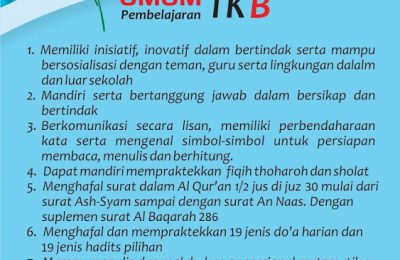 UMUM
Pembelajaran TK B
1. Memiliki inisiatif, inovatif dalam bertindak serta mampu
bersosialisasi dengan teman, guru serta lingkungan dalalm
dan luar sekolah
2. Mandiri serta bertanggung jawab dalam bersikap dan
bertindak
3. Berkomunikasi secara lisan, memiliki perbendaharaan
kata serta mengenal simbol-simbol untuk persiapan
membaca, menulis dan berhitung.
4. Dapat mandiri mempraktekkan fiqih thoharoh dan sholat
5. Menghafal surat dalam Al Qur'an 1/2 jus di juz 30 mulai dari
surat Ash-Syam sampai dengan surat An Naas. Dengan
suplemen surat Al Baqarah 286
6. Menghafal dan mempraktekkan 19 jenis do'a harian dan
19 jenis hadits pilihan